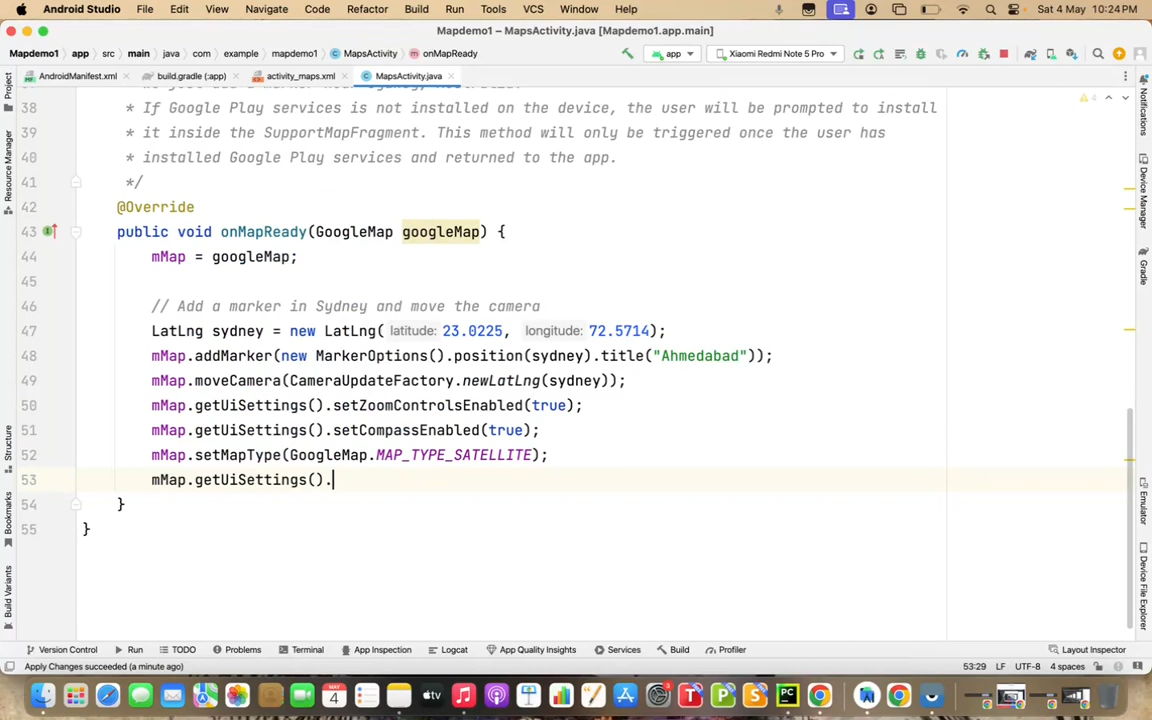 Android Studio File Edit View Navigate Code Refactor Build Run Tools VCS Window Help Sat 4 May 10:24 PM
Mapdemo1 – MapsActivity.java [Mapdemo1.app.main]
Mapdemo1 app src main java com example mapdemo1 MapsActivity onMapReady app Xiaomi Redmi Note 5 Pro
AndroidManifest.xml build.gradle (:app) activity_maps.xml MapsActivity.java
38 * If Google Play services is not installed on the device, the user will be prompted to install
39 * it inside the SupportMapFragment. This method will only be triggered once the user has
40 * installed Google Play services and returned to the app.
41 */
42 @Override
43 public void onMapReady(GoogleMap googleMap) {
44 mMap = googleMap;
45
46 // Add a marker in Sydney and move the camera
47 LatLng sydney = new LatLng( latitude: 23.0225, longitude: 72.5714);
48 mMap.addMarker(new MarkerOptions().position(sydney).title("Ahmedabad"));
49 mMap.moveCamera(CameraUpdateFactory.newLatLng(sydney));
50 mMap.getUiSettings().setZoomControlsEnabled(true);
51 mMap.getUiSettings().setCompassEnabled(true);
52 mMap.setMapType(GoogleMap.MAP_TYPE_SATELLITE);
53 mMap.getUiSettings().
54 }
55 }
4
Project
Resource Manager
Structure
Bookmarks
Build Variants
Notifications
Device Manager
Gradle
Emulator
Device File Explorer
Version Control Run TODO Problems Terminal App Inspection Logcat App Quality Insights Services Build Profiler Layout Inspector
Apply Changes succeeded (a minute ago) 53:29 LF UTF-8 4 spaces
MAY
4
tv
T P S PC